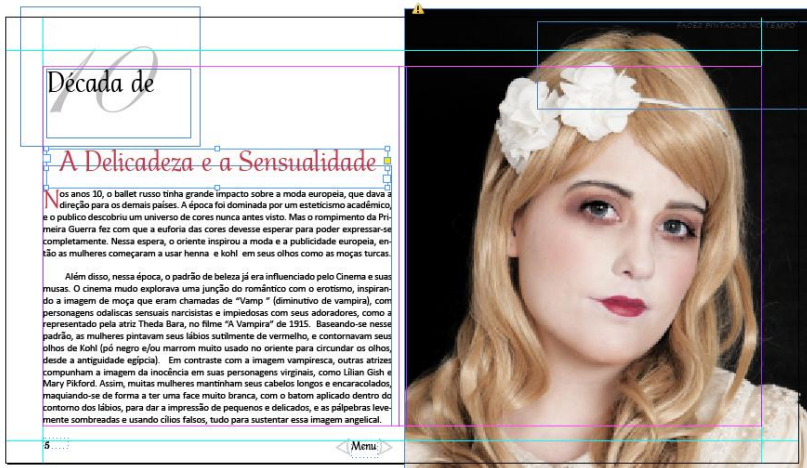 FACES PINTADAS NO TEMPO
10
Década de
A Delicadeza e a Sensualidade
Nos anos 10, o ballet russo tinha grande impacto sobre a moda europeia, que dava a
direção para os demais países. A época foi dominada por um esteticismo acadêmico,
e o publico descobriu um universo de cores nunca antes visto. Mas o rompimento da Pri-
meira Guerra fez com que a euforia das cores devesse esperar para poder expressar-se
completamente. Nessa espera, o oriente inspirou a moda e a publicidade europeia, en-
tão as mulheres começaram a usar henna e kohl em seus olhos como as moças turcas.
Além disso, nessa época, o padrão de beleza já era influenciado pelo Cinema e suas
musas. O cinema mudo explorava uma junção do romântico com o erotismo, inspiran-
do a imagem de moça que eram chamadas de “Vamp ” (diminutivo de vampira), com
personagens odaliscas sensuais narcisistas e impiedosas com seus adoradores, como a
representado pela atriz Theda Bara, no filme “A Vampira” de 1915. Baseando-se nesse
padrão, as mulheres pintavam seus lábios sutilmente de vermelho, e contornavam seus
olhos de Kohl (pó negro e/ou marrom muito usado no oriente para circundar os olhos,
desde a antiguidade egípcia). Em contraste com a imagem vampiresca, outras atrizes
compunham a imagem da inocência em suas personagens virginais, como Lílian Gish e
Mary Pikford. Assim, muitas mulheres mantinham seus cabelos longos e encaracolados,
maquiando-se de forma a ter uma face muito branca, com o batom aplicado dentro do
contorno dos lábios, para dar a impressão de pequenos e delicados, e as pálpebras leve-
mente sombreadas e usando cílios falsos, tudo para sustentar essa imagem angelical.
5
Menu